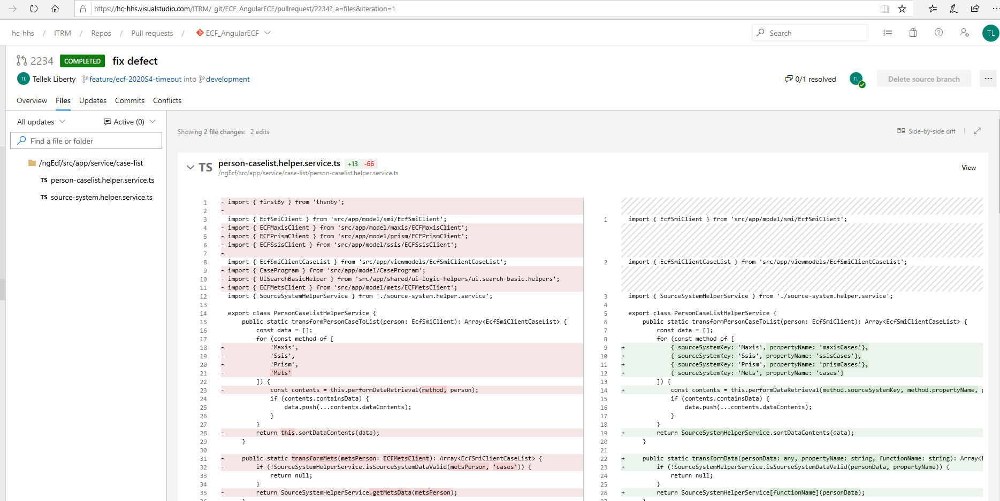 https://hc-hhs.visualstudio.com/ITRM/_git/ECF_AngularECF/pullrequest/2234?_a=files&iteration=1
hc-hhs / ITRM / Repos / Pull requests / ECF_AngularECF
Search
TL
2234 COMPLETED fix defect
TL Tellek Liberty feature/ecf-2020S4-timeout into development
0/1 resolved
TL
Delete source branch
...
Overview Files Updates Commits Conflicts
All updates
Active (0)
Find a file or folder
/ngEcf/src/app/service/case-list
TS person-caselist.helper.service.ts
TS source-system.helper.service.ts
Showing 2 file changes: 2 edits
Side-by-side diff
TS person-caselist.helper.service.ts +13 -66
/ngEcf/src/app/service/case-list/person-caselist.helper.service.ts
View
1 - import { firstBy } from 'thenby';
2 -
3 import { EcfSmiClient } from 'src/app/model/smi/EcfSmiClient';
4 - import { ECFMaxisClient } from 'src/app/model/maxis/ECFMaxisClient';
5 - import { ECFPrismClient } from 'src/app/model/prism/ECFPrismClient';
6 - import { ECFSsisClient } from 'src/app/model/ssis/ECFSsisClient';
7 -
8 import { EcfSmiClientCaseList } from 'src/app/viewmodels/EcfSmiClientCaseList';
9 - import { CaseProgram } from 'src/app/model/CaseProgram';
10 - import { UISearchBasicHelper } from 'src/app/shared/ui-logic-helpers/ui.search-basic.helpers';
11 - import { ECFMetsClient } from 'src/app/model/mets/ECFMetsClient';
12 import { SourceSystemHelperService } from './source-system.helper.service';
13
14 export class PersonCaseListHelperService {
15 public static transformPersonCaseToList(person: EcfSmiClient): Array<EcfSmiClientCaseList> {
16 const data = [];
17 for (const method of [
18 - 'Maxis',
19 - 'Ssis',
20 - 'Prism',
21 - 'Mets'
22 ]) {
23 - const contents = this.performDataRetrieval(method, person);
24 if (contents.containsData) {
25 data.push(...contents.dataContents);
26 }
27 }
28 - return this.sortDataContents(data);
29 }
30
31 - public static transformMets(metsPerson: ECFMetsClient): Array<EcfSmiClientCaseList> {
32 - if (!SourceSystemHelperService.isSourceSystemDataValid(metsPerson, 'cases')) {
33 return null;
34 }
35 - return SourceSystemHelperService.getMetsData(metsPerson);
36 }
1 import { EcfSmiClient } from 'src/app/model/smi/EcfSmiClient';
2 import { EcfSmiClientCaseList } from 'src/app/viewmodels/EcfSmiClientCaseList';
3 import { SourceSystemHelperService } from './source-system.helper.service';
4
5 export class PersonCaseListHelperService {
6 public static transformPersonCaseToList(person: EcfSmiClient): Array<EcfSmiClientCaseList> {
7 const data = [];
8 for (const method of [
9 + { sourceSystemKey: 'Maxis', propertyName: 'maxisCases'},
10 + { sourceSystemKey: 'Ssis', propertyName: 'ssisCases'},
11 + { sourceSystemKey: 'Prism', propertyName: 'prismCases'},
12 + { sourceSystemKey: 'Mets', propertyName: 'cases'}
13 ]) {
14 + const contents = this.performDataRetrieval(method.sourceSystemKey, method.propertyName,
15 if (contents.containsData) {
16 data.push(...contents.dataContents);
17 }
18 }
19 + return SourceSystemHelperService.sortDataContents(data);
20 }
21
22 + public static transformData(personData: any, propertyName: string, functionName: string): Array<
23 + if (!SourceSystemHelperService.isSourceSystemDataValid(personData, propertyName)) {
24 return null;
25 }
26 + return SourceSystemHelperService[functionName](personData);
27 }